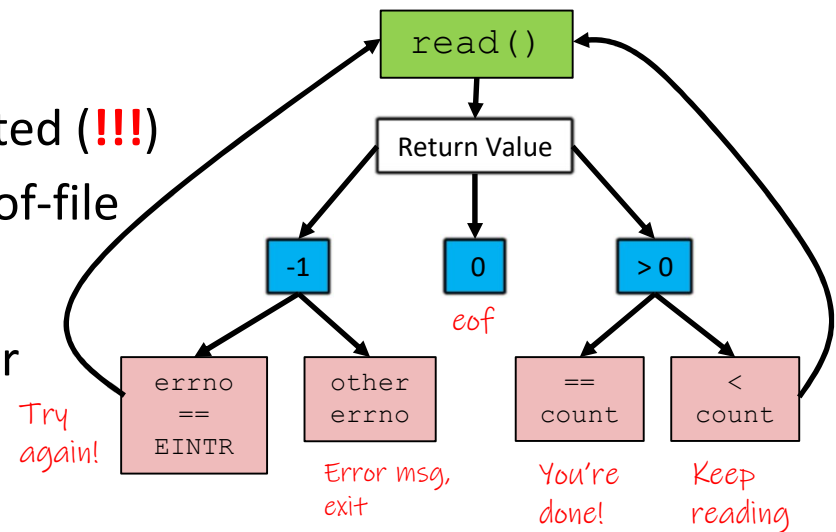 read()
ted (!!!)
Return Value
of-file
-1
0
> 0
eof
r
errno
==
EINTR
other
errno
==
count
<
count
Try
again!
Error msg,
exit
You're
done!
Keep
reading